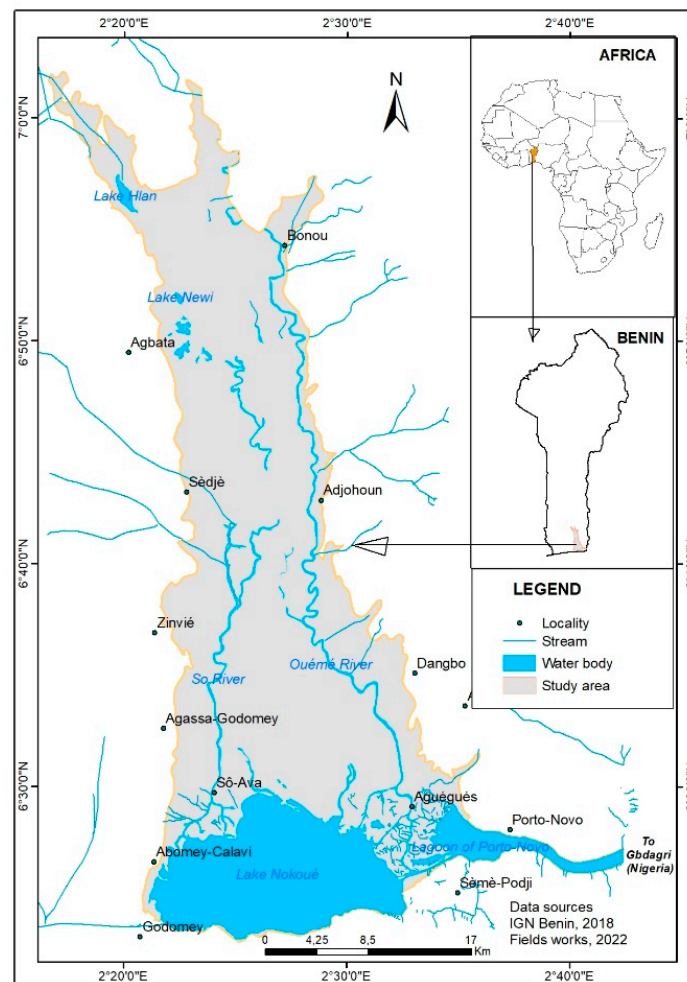 2°20'0"E
2°30'0"E
2°40'0"E
7°0'0"N
6°50'0"N
6°40'0"N
6°30'0"N
N
AFRICA
BENIN
Lake Hlan
Bonou
Lake Newi
Agbata
Sèdjè
Adjohoun
Zinvié
So River
Ouémé River
Dangbo
Agassa-Godomey
Sô-Ava
Aguégués
Porto-Novo
Lagoon of Porto-Novo
Abomey-Calavi
Lake Nokoué
Sèmè-Podji
Godomey
To
Gbdagri
(Nigeria)
LEGEND
Locality
Stream
Water body
Study area
Data sources
IGN Benin, 2018
Fields works, 2022
0 4,25 8,5 17
Km
2°20'0"E
2°30'0"E
2°40'0"E